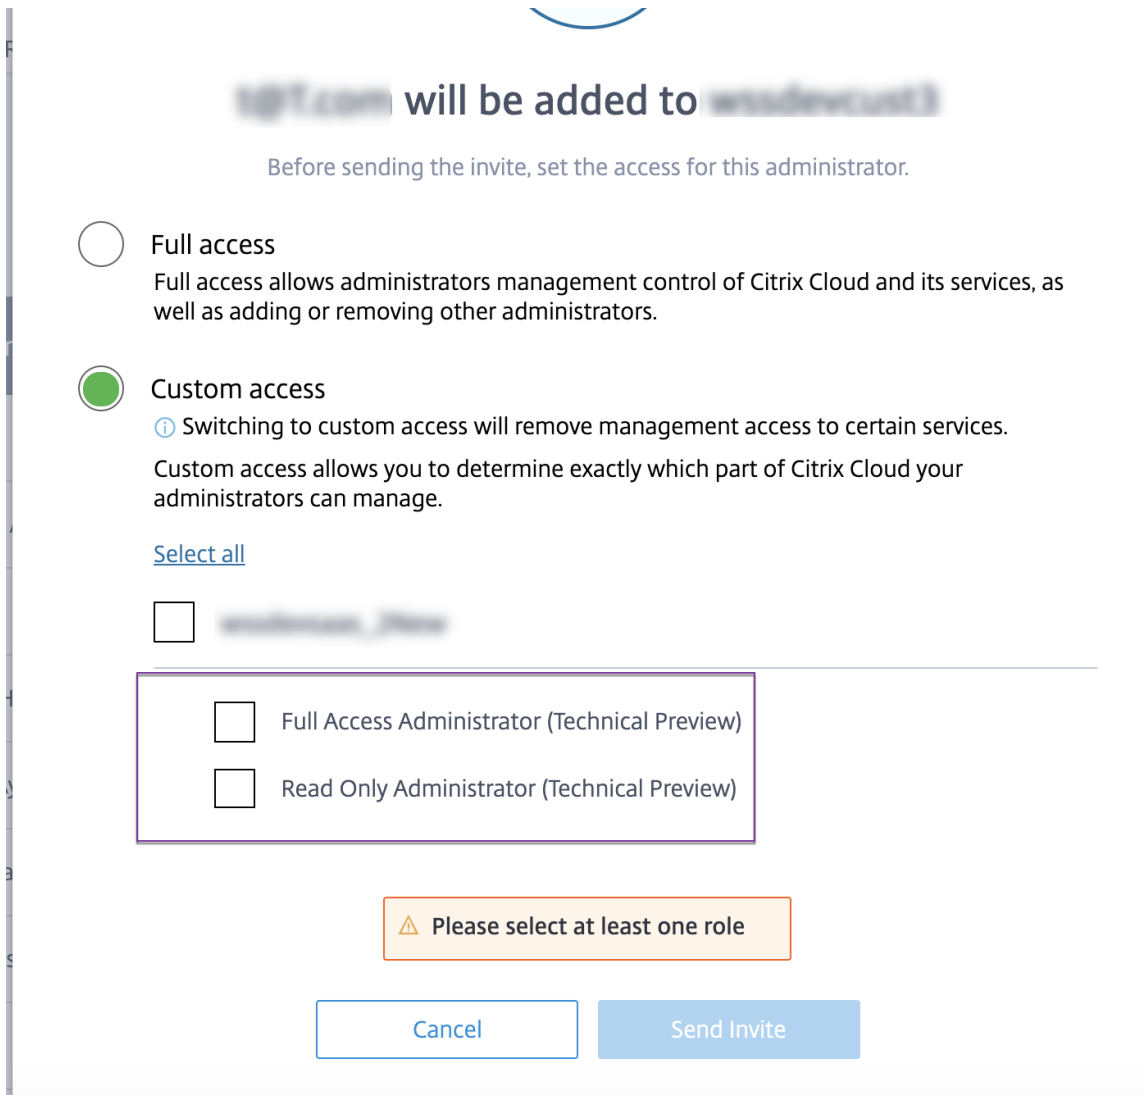 will be added to
Before sending the invite, set the access for this administrator.
Full access
Full access allows administrators management control of Citrix Cloud and its services, as
well as adding or removing other administrators.
Custom access
Switching to custom access will remove management access to certain services.
Custom access allows you to determine exactly which part of Citrix Cloud your
administrators can manage.
Select all
Full Access Administrator (Technical Preview)
Read Only Administrator (Technical Preview)
Please select at least one role
Cancel
Send Invite